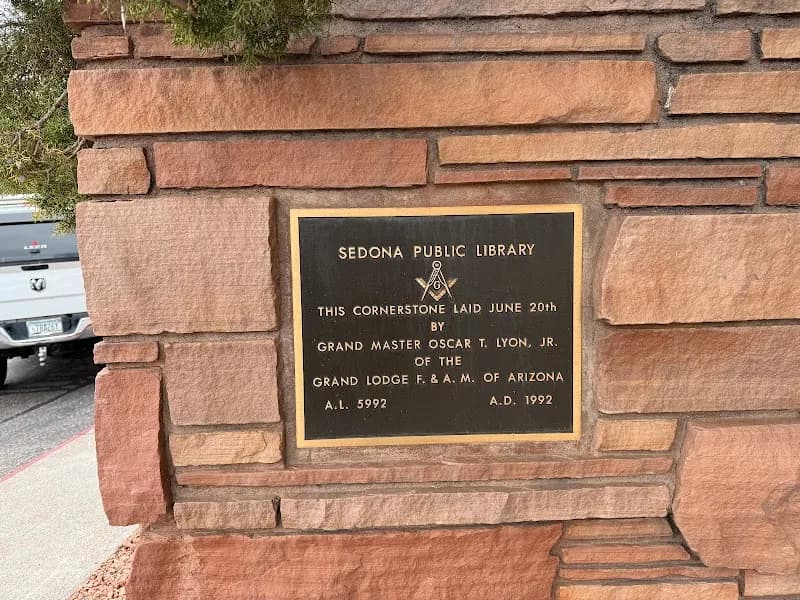 SEDONA PUBLIC LIBRARY
G
THIS CORNERSTONE LAID JUNE 20th
BY
GRAND MASTER OSCAR T. LYON, JR.
OF THE
GRAND LODGE F. & A. M. OF ARIZONA
A.L. 5992 A.D. 1992
LEER